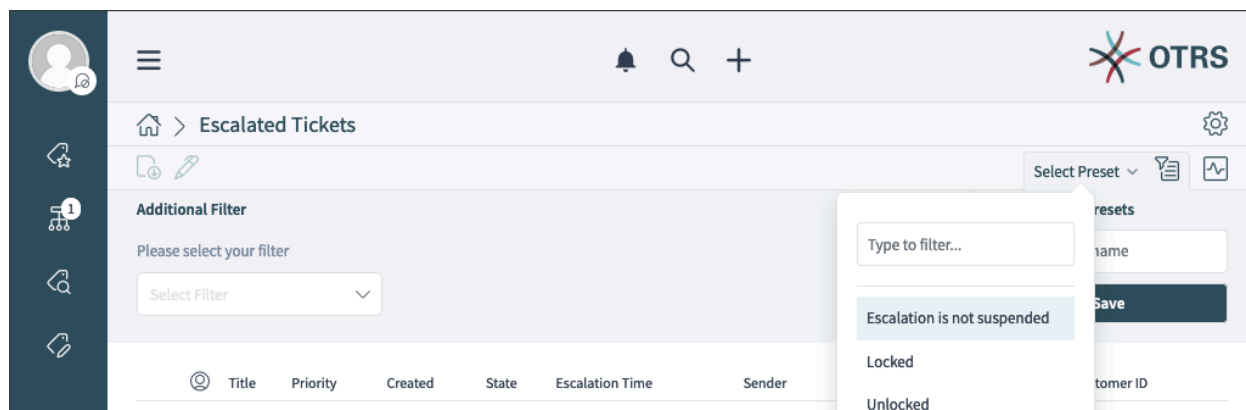 OTRS
Escalated Tickets
Select Preset
Additional Filter
resets
Please select your filter
Type to filter...
name
Select Filter
Save
Escalation is not suspended
Locked
Title Priority Created State Escalation Time Sender tomer ID
Unlocked
1